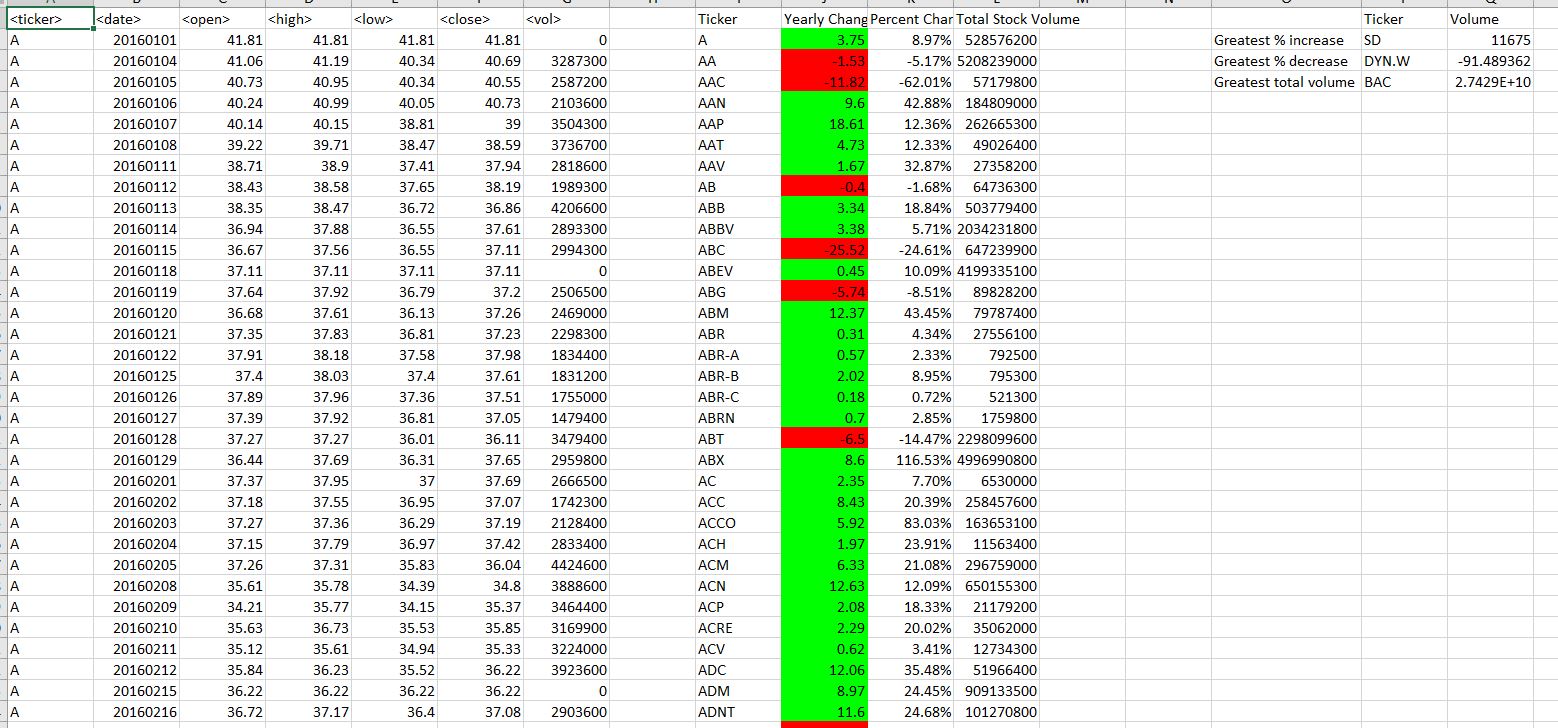 <ticker> <date> <open> <high> <low> <close> <vol> Ticker Yearly Chang Percent Char Total Stock Volume Ticker Volume
A 20160101 41.81 41.81 41.81 41.81 0 A 3.75 8.97% 528576200 Greatest % increase SD 11675
A 20160104 41.06 41.19 40.34 40.69 3287300 AA -1.53 -5.17% 5208239000 Greatest % decrease DYN.W -91.489362
A 20160105 40.73 40.95 40.34 40.55 2587200 AAC -11.82 -62.01% 57179800 Greatest total volume BAC 2.7429E+10
A 20160106 40.24 40.99 40.05 40.73 2103600 AAN 9.6 42.88% 184809000
A 20160107 40.14 40.15 38.81 39 3504300 AAP 18.61 12.36% 262665300
A 20160108 39.22 39.71 38.47 38.59 3736700 AAT 4.73 12.33% 49026400
A 20160111 38.71 38.9 37.41 37.94 2818600 AAV 1.67 32.87% 27358200
A 20160112 38.43 38.58 37.65 38.19 1989300 AB -0.4 -1.68% 64736300
A 20160113 38.35 38.47 36.72 36.86 4206600 ABB 3.34 18.84% 503779400
A 20160114 36.94 37.88 36.55 37.61 2893300 ABBV 3.38 5.71% 2034231800
A 20160115 36.67 37.56 36.55 37.11 2994300 ABC -25.52 -24.61% 647239900
A 20160118 37.11 37.11 37.11 37.11 0 ABEV 0.45 10.09% 4199335100
A 20160119 37.64 37.92 36.79 37.2 2506500 ABG -5.74 -8.51% 89828200
A 20160120 36.68 37.61 36.13 37.26 2469000 ABM 12.37 43.45% 79787400
A 20160121 37.35 37.83 36.81 37.23 2298300 ABR 0.31 4.34% 27556100
A 20160122 37.91 38.18 37.58 37.98 1834400 ABR-A 0.57 2.33% 792500
A 20160125 37.4 38.03 37.4 37.61 1831200 ABR-B 2.02 8.95% 795300
A 20160126 37.89 37.96 37.36 37.51 1755000 ABR-C 0.18 0.72% 521300
A 20160127 37.39 37.92 36.81 37.05 1479400 ABRN 0.7 2.85% 1759800
A 20160128 37.27 37.27 36.01 36.11 3479400 ABT -6.5 -14.47% 2298099600
A 20160129 36.44 37.69 36.31 37.65 2959800 ABX 8.6 116.53% 4996990800
A 20160201 37.37 37.95 37 37.69 2666500 AC 2.35 7.70% 6530000
A 20160202 37.18 37.55 36.95 37.07 1742300 ACC 8.43 20.39% 258457600
A 20160203 37.27 37.36 36.29 37.19 2128400 ACCO 5.92 83.03% 163653100
A 20160204 37.15 37.79 36.97 37.42 2833400 ACH 1.97 23.91% 11563400
A 20160205 37.26 37.31 35.83 36.04 4424600 ACM 6.33 21.08% 296759000
A 20160208 35.61 35.78 34.39 34.8 3888600 ACN 12.63 12.09% 650155300
A 20160209 34.21 35.77 34.15 35.37 3464400 ACP 2.08 18.33% 21179200
A 20160210 35.63 36.73 35.53 35.85 3169900 ACRE 2.29 20.02% 35062000
A 20160211 35.12 35.61 34.94 35.33 3224000 ACV 0.62 3.41% 12734300
A 20160212 35.84 36.23 35.52 36.22 3923600 ADC 12.06 35.48% 51966400
A 20160215 36.22 36.22 36.22 36.22 0 ADM 8.97 24.45% 909133500
A 20160216 36.72 37.17 36.4 37.08 2903600 ADNT 11.6 24.68% 101270800